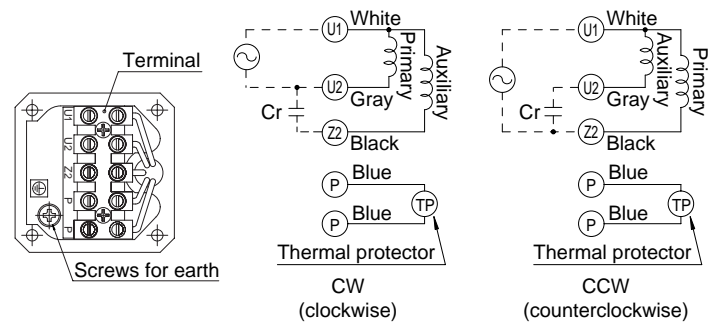 Terminal
U1
U2
Z2
P
P
Screws for earth
U1
White
Primary
Auxiliary
U2
Gray
Cr
Z2
Black
P
Blue
P
Blue
TP
Thermal protector
CW
(clockwise)
U1
White
Auxiliary
Primary
U2
Gray
Cr
Z2
Black
P
Blue
P
Blue
TP
Thermal protector
CCW
(counterclockwise)